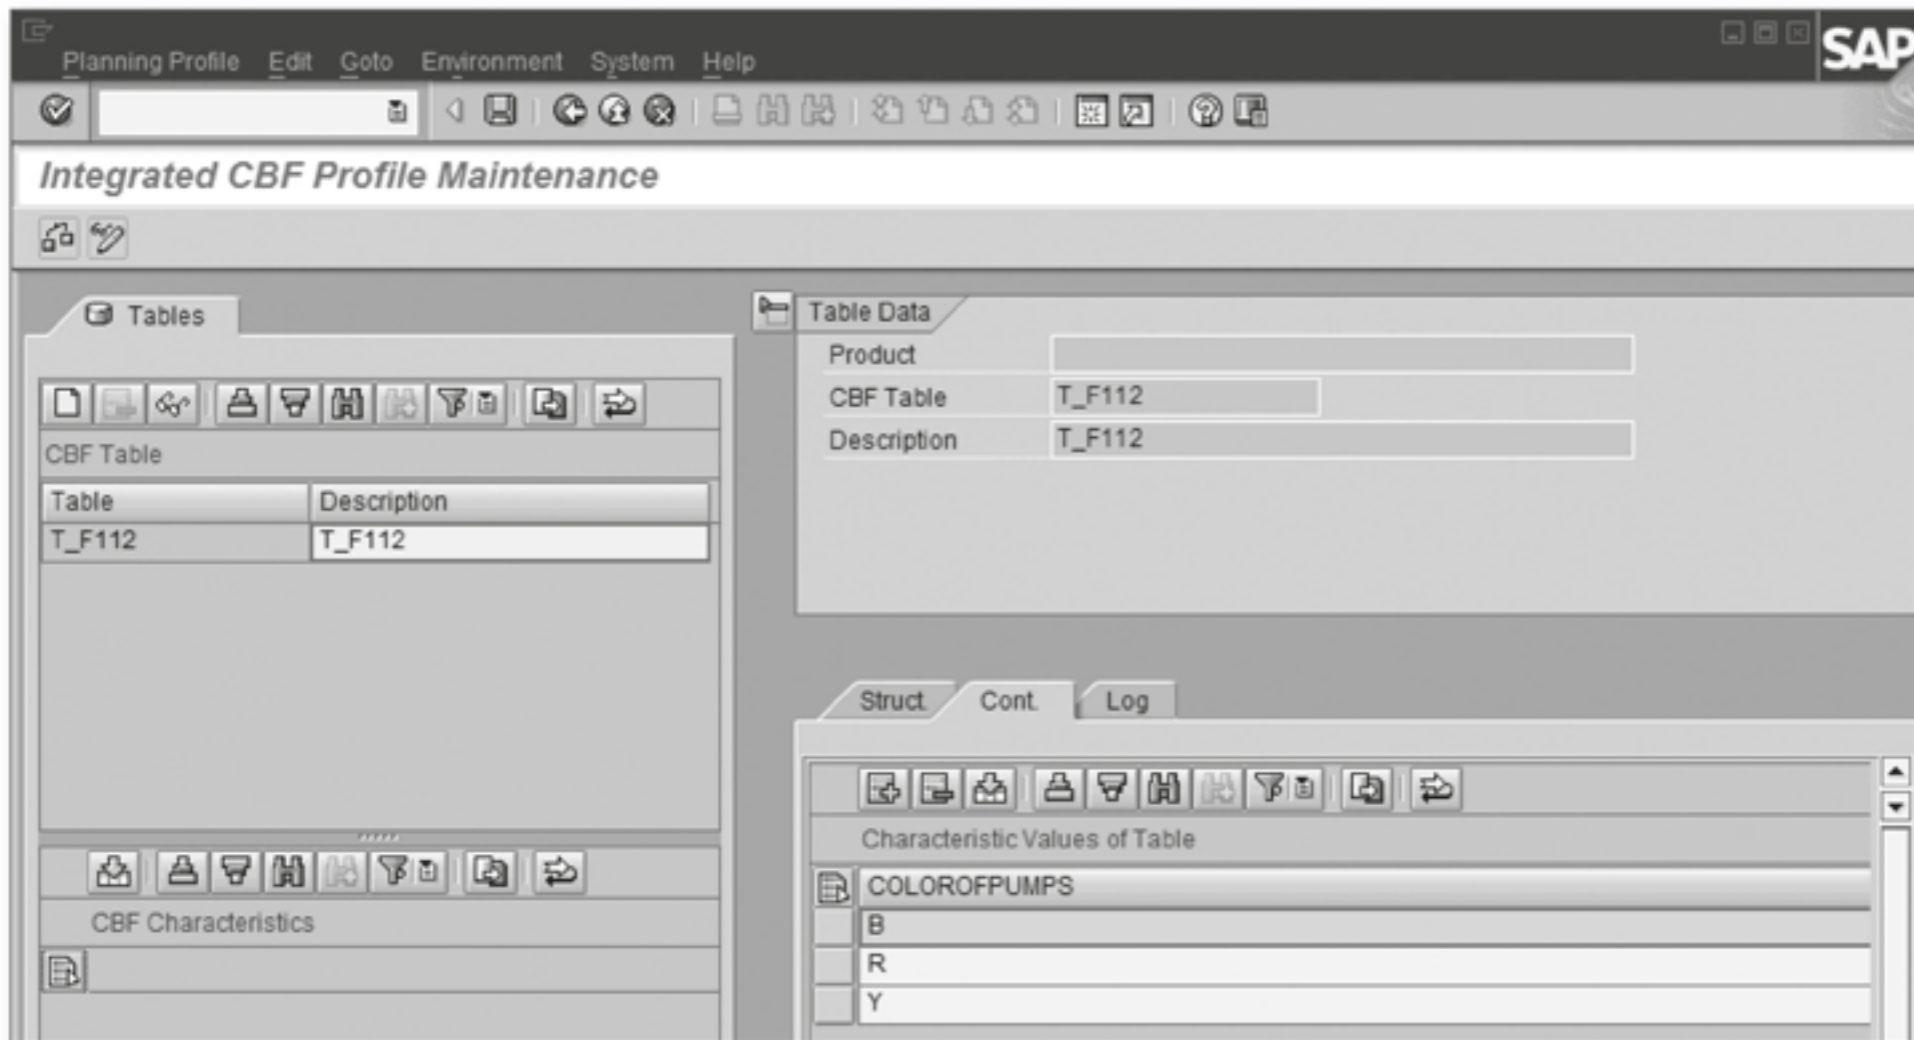 Planning Profile Edit Goto Environment System Help
SAP
Integrated CBF Profile Maintenance
Tables
CBF Table
Table Description
T_F112 T_F112
CBF Characteristics
Table Data
Product
CBF Table T_F112
Description T_F112
Struct. Cont. Log
Characteristic Values of Table
COLOROFPUMPS
B
R
Y